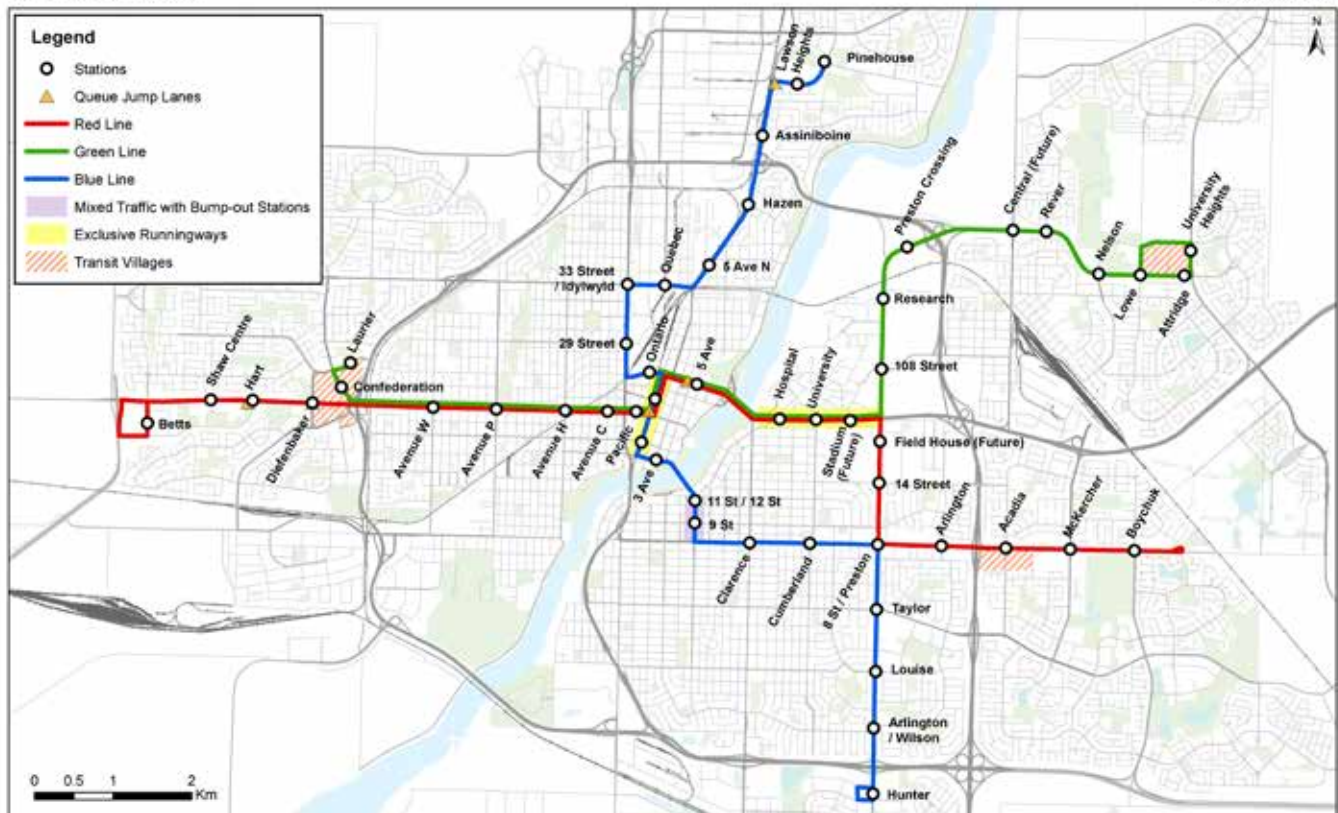 Legend
Stations
Queue Jump Lanes
Red Line
Green Line
Blue Line
Mixed Traffic with Bump-out Stations
Exclusive Runningways
Transit Villages
N
Lawson
Heights
Pinehouse
Assiniboine
Hazen
Quebec
5 Ave N
33 Street
/ Idylwyld
29 Street
Ontario
5 Ave
Preston Crossing
Central (Future)
Rever
Nelson
Lowe
Attridge
University
Heights
Research
108 Street
Hospital
University
Stadium
(Future)
Field House (Future)
14 Street
Shaw Centre
Hart
Laurier
Confederation
Betts
Defenbaker
Avenue W
Avenue P
Avenue H
Avenue C
Pacific
3 Ave
11 St / 12 St
9 St
Clarence
Cumberland
8 St / Preston
Arlington
Acadia
McKercher
Boychuk
Taylor
Louise
Arlington
/ Wilson
Hunter
0 0.5 1 2
Km